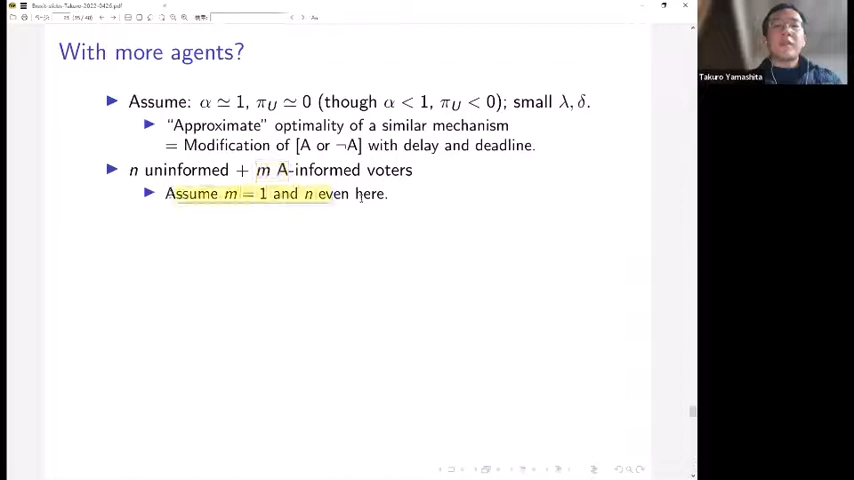 With more agents?
Assume: α ≃ 1, π_U ≃ 0 (though α < 1, π_U < 0); small λ, δ.
"Approximate" optimality of a similar mechanism
= Modification of [A or ¬A] with delay and deadline.
n uninformed + m A-informed voters
Assume m = 1 and n even here.
Takuro Yamashita